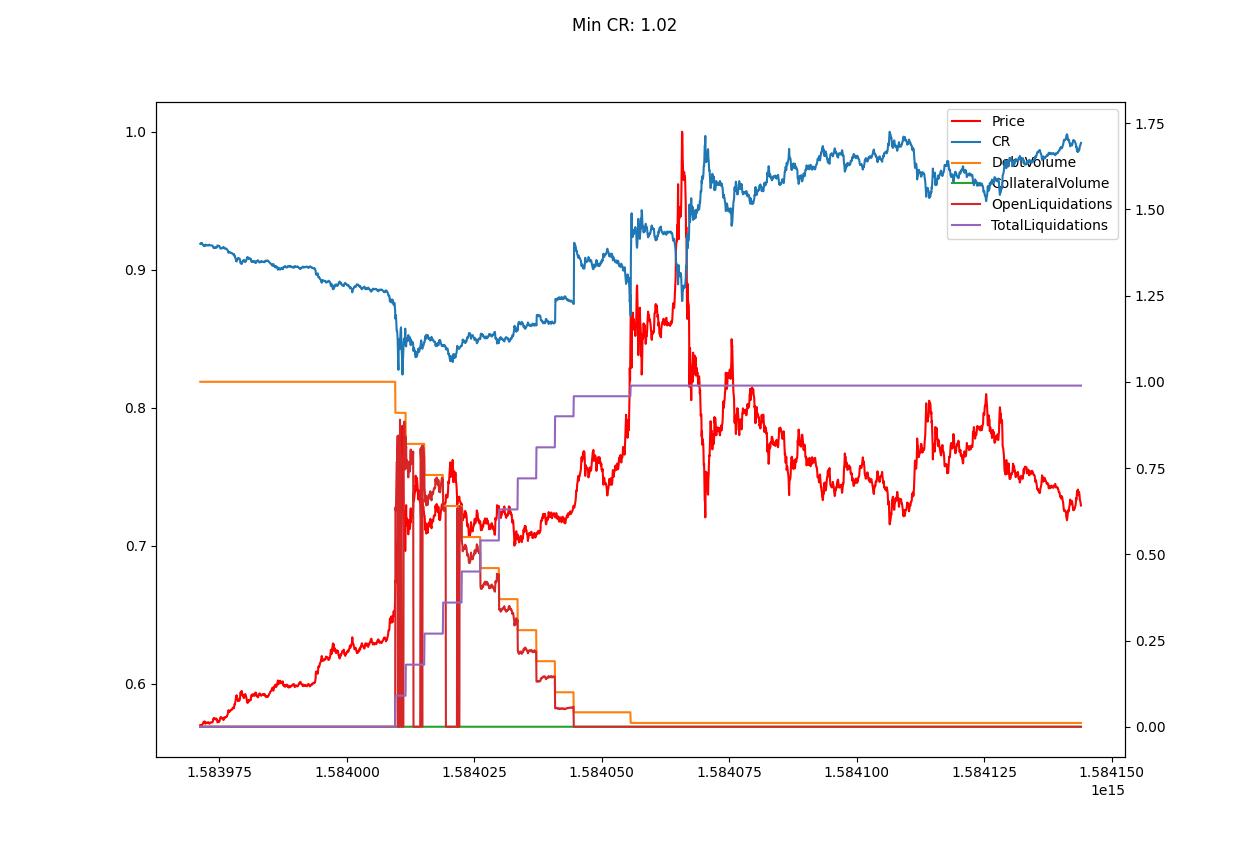 Min CR: 1.02
1.0
0.9
0.8
0.7
0.6
1.75
1.50
1.25
1.00
0.75
0.50
0.25
0.00
Price
CR
DebtVolume
CollateralVolume
OpenLiquidations
TotalLiquidations
1.583975 1.584000 1.584025 1.584050 1.584075 1.584100 1.584125 1.584150
1e15